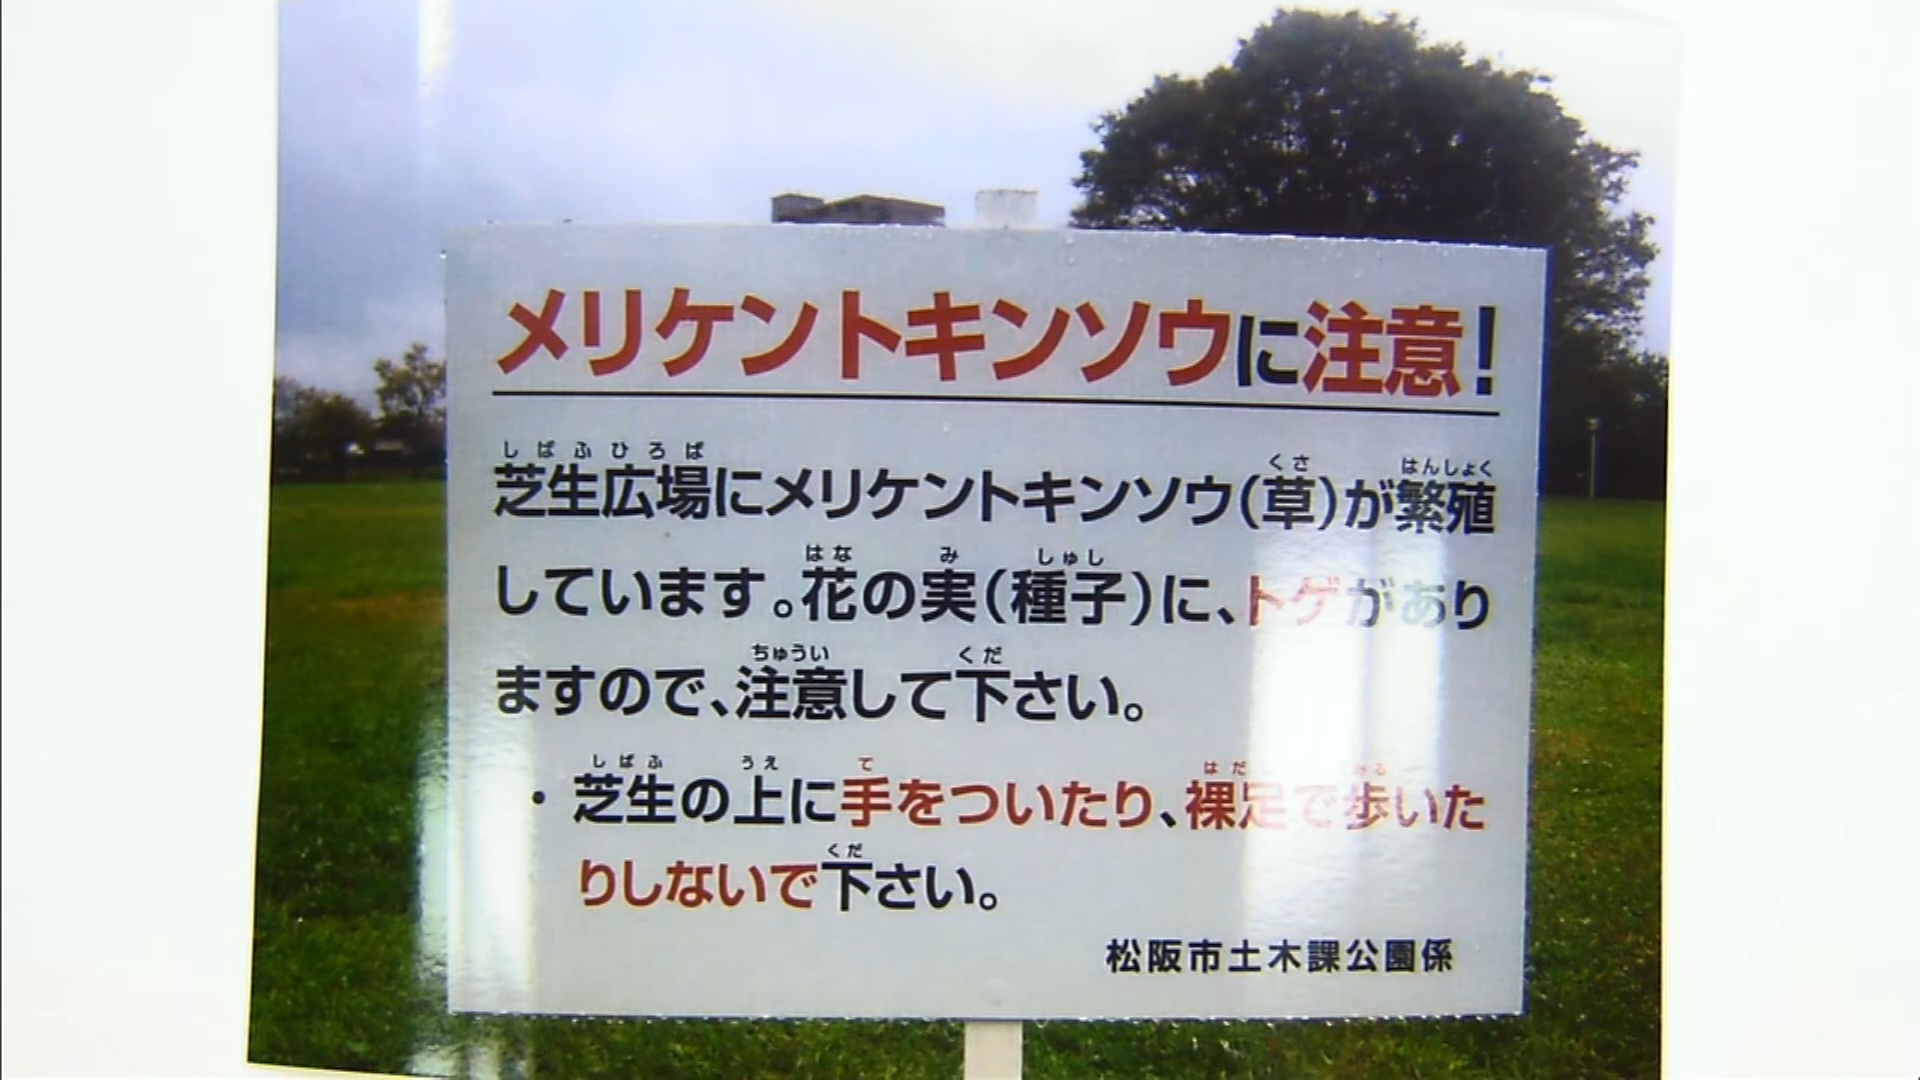 メリケントキンソウに注意!
しばふひろば くさ はんしょく
芝生広場にメリケントキンソウ(草)が繁殖
はな み しゅし
しています。花の実(種子)に、トゲがあり
ちゅうい くだ
ますので、注意して下さい。
しばふ うえ て
・芝生の上に手をついたり、裸足で歩いた
くだ
りしないで下さい。
松阪市土木課公園係